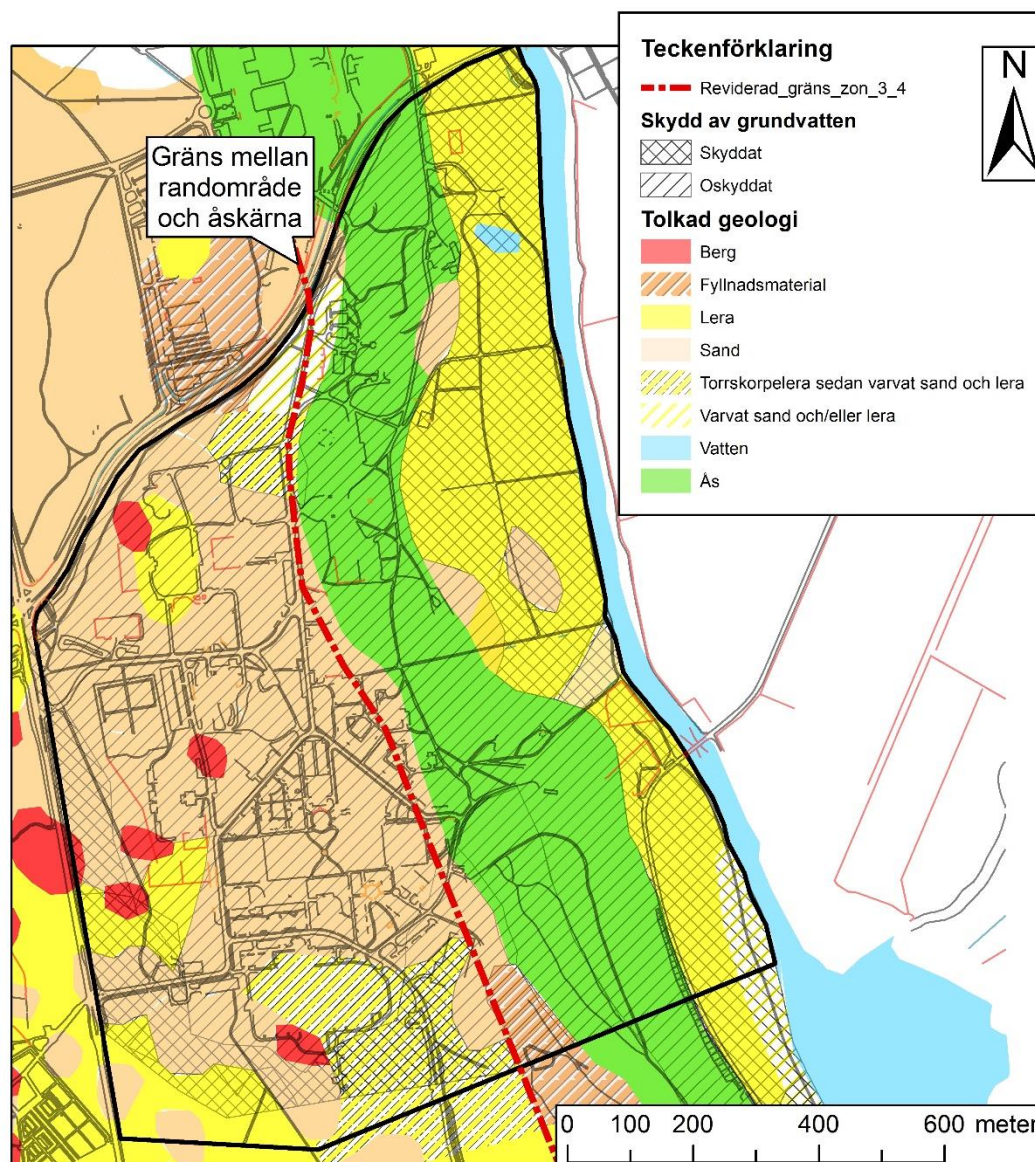 Gräns mellan
randområde
och åskärna
Teckenförklaring
Reviderad_gräns_zon_3_4
Skydd av grundvatten
Skyddat
Oskyddat
Tolkad geologi
Berg
Fyllnadsmaterial
Lera
Sand
Torrskorpelera sedan varvat sand och lera
Varvat sand och/eller lera
Vatten
Ås
N
0 100 200 400 600 meter